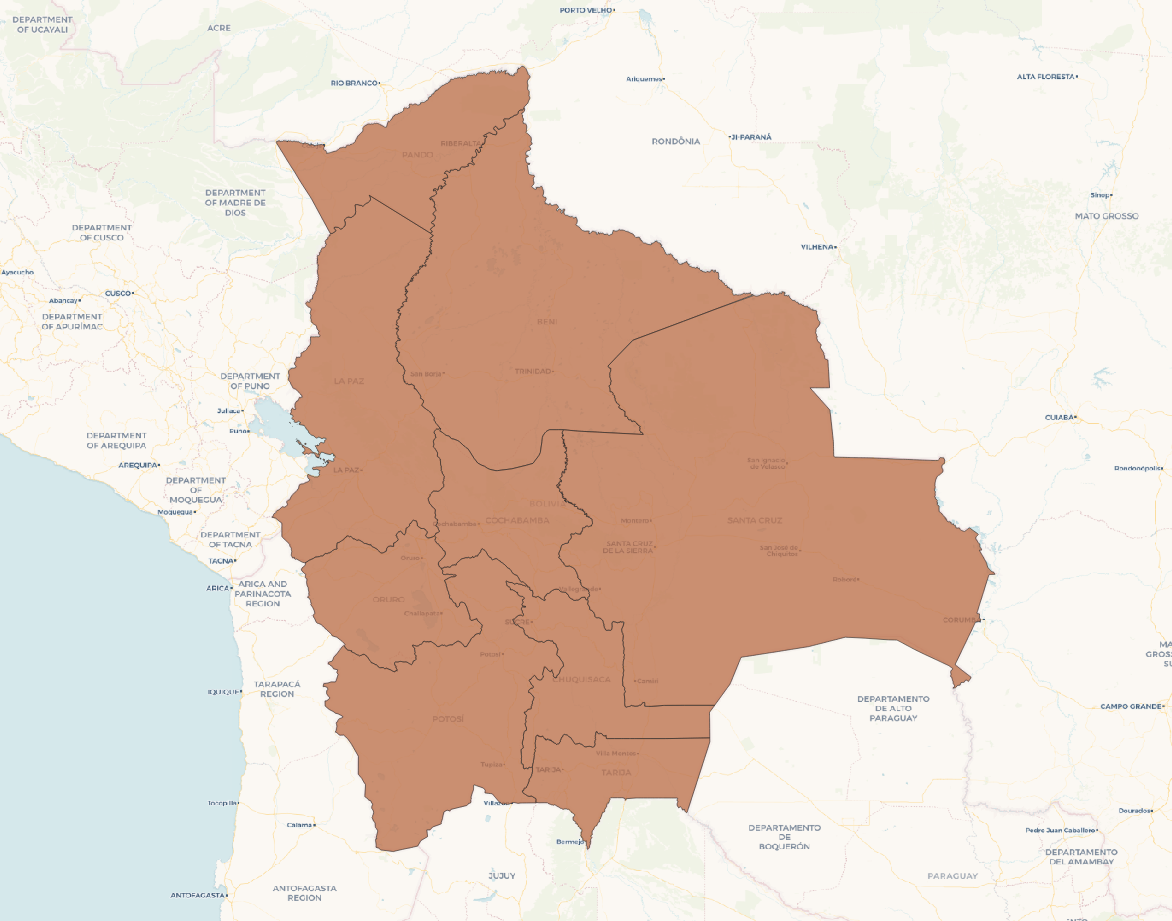 PORTO VELHO
DEPARTMENT
OF UCAYALI
ACRE
RIO BRANCO
Ariquemes
ALTA FLORESTA
RONDÔNIA
JI-PARANÁ
RIBERALTA
PANDO
DEPARTMENT
OF MADRE DE
DIOS
Sinop
MATO GROSSO
DEPARTMENT
OF CUSCO
VILHENA
Ayacucho
CUSCO
Abancay
DEPARTMENT
OF APURÍMAC
BENI
DEPARTMENT
OF PUNO
LA PAZ
San Borja
TRINIDAD
Juliaca
Puno
CUIABA
DEPARTMENT
OF AREQUIPA
AREQUIPA
LA PAZ
San Ignacio
de Velasco
Rondonópolis
DEPARTMENT
OF
MOQUEGUA
Moquegua
BOLIVIA
Cochabamba
COCHABAMBA
Montero
SANTA CRUZ
DEPARTMENT
OF TACNA
TACNA
SANTA CRUZ
DE LA SIERRA
San José de
Chiquitos
Oruro
ARICA
ARICA AND
PARINACOTA
REGION
Roboré
ORURO
Challapata
SUCRE
CORUMBÁ
Potosí
IQUIQUE
TARAPACÁ
REGION
CHUQUISACA
Camiri
DEPARTAMENTO
DE ALTO
PARAGUAY
CAMPO GRANDE
POTOSÍ
Villa Montes
Tupiza
TARIJA
TARIJA
Tocopilla
Villazón
Calama
Bermejo
DEPARTAMENTO
DE
BOQUERÓN
Dourados
Pedro Juan Caballero
DEPARTAMENTO
DEL AMAMBAY
JUJUY
PARAGUAY
ANTOFAGASTA
ANTOFAGASTA
REGION